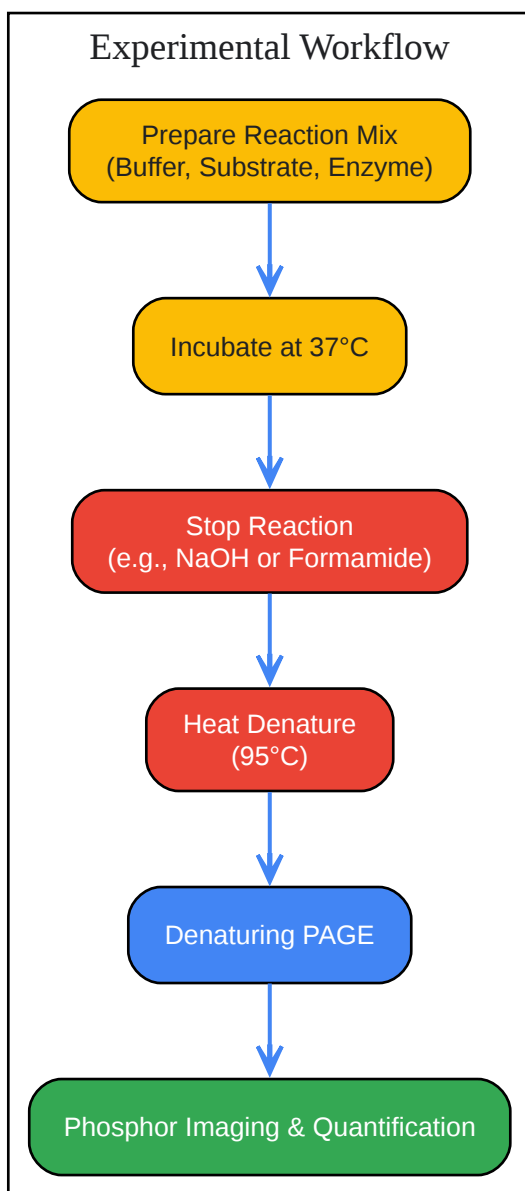 Experimental Workflow
Prepare Reaction Mix
(Buffer, Substrate, Enzyme)
Incubate at 37°C
Stop Reaction
(e.g., NaOH or Formamide)
Heat Denature
(95°C)
Denaturing PAGE
Phosphor Imaging & Quantification